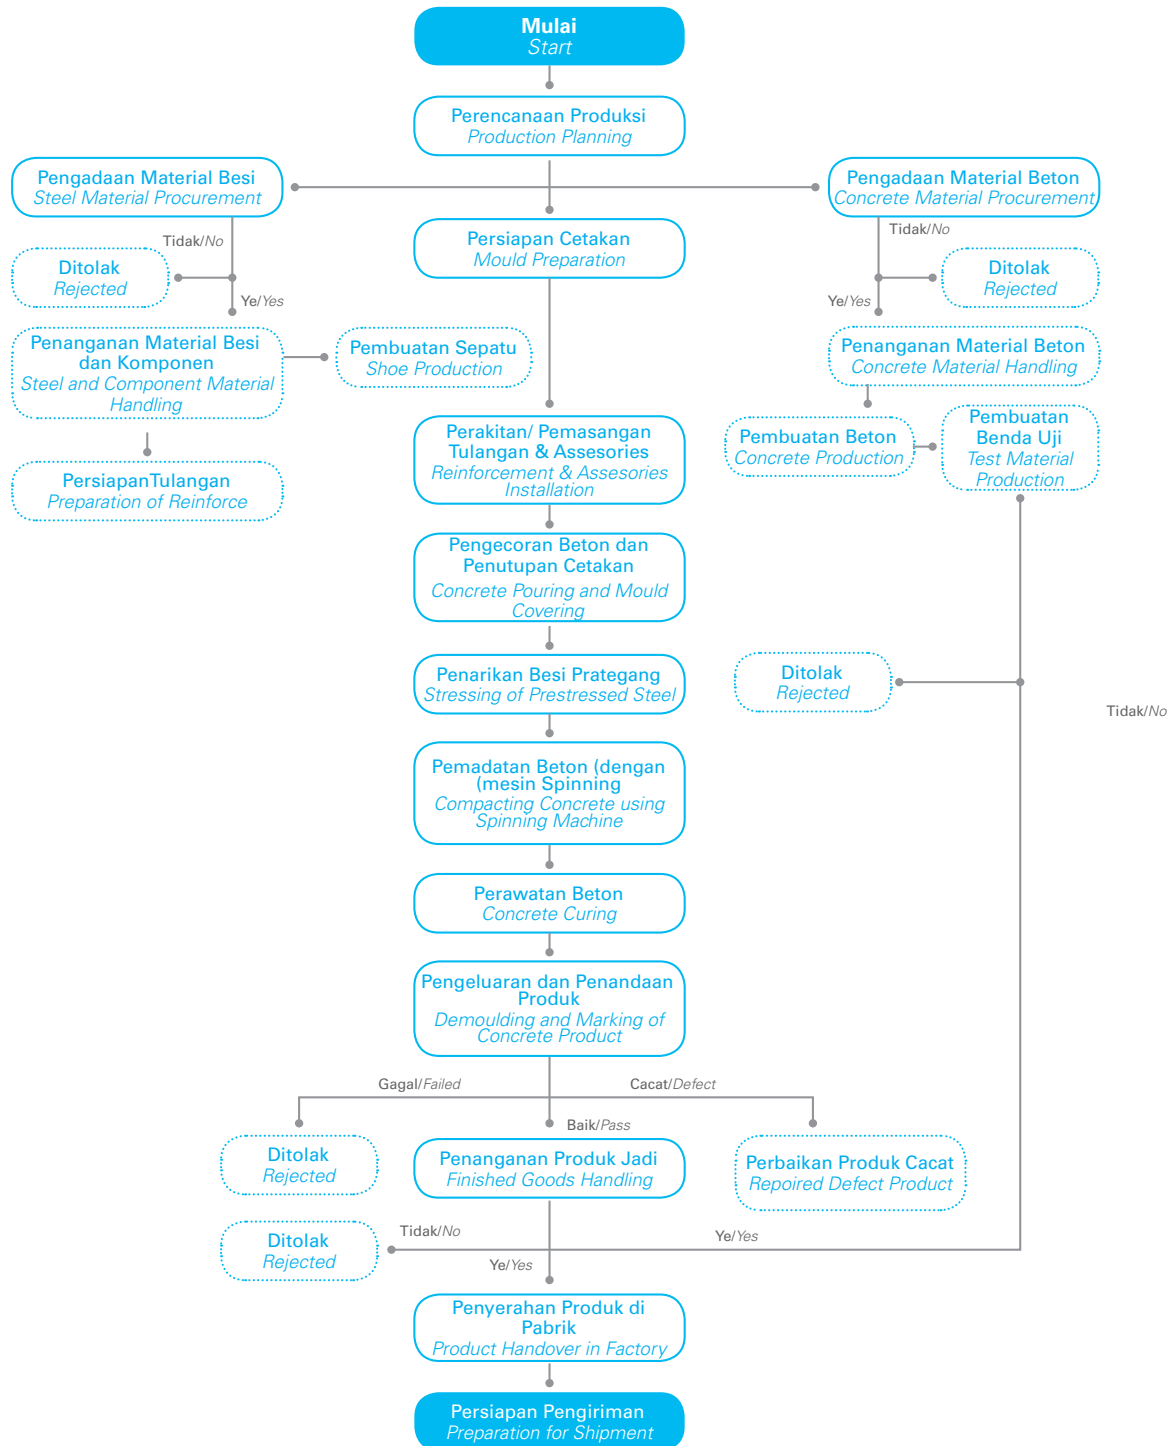 Mulai
Start
Perencanaan Produksi
Production Planning
Pengadaan Material Besi
Steel Material Procurement
Pengadaan Material Beton
Concrete Material Procurement
Tidak/No
Persiapan Cetakan
Mould Preparation
Tidak/No
Ditolak
Rejected
Ditolak
Rejected
Ye/Yes
Ye/Yes
Penanganan Material Besi
dan Komponen
Steel and Component Material
Handling
Pembuatan Sepatu
Shoe Production
Penanganan Material Beton
Concrete Material Handling
Perakitan/ Pemasangan
Tulangan & Assesories
Reinforcement & Assesories
Installation
Pembuatan Beton
Concrete Production
Pembuatan
Benda Uji
Test Material
Production
PersiapanTulangan
Preparation of Reinforce
Pengecoran Beton dan
Penutupan Cetakan
Concrete Pouring and Mould
Covering
Penarikan Besi Prategang
Stressing of Prestressed Steel
Ditolak
Rejected
Tidak/No
Pemadatan Beton (dengan
(mesin Spinning
Compacting Concrete using
Spinning Machine
Perawatan Beton
Concrete Curing
Pengeluaran dan Penandaan
Produk
Demoulding and Marking of
Concrete Product
Gagal/Failed
Cacat/Defect
Baik/Pass
Ditolak
Rejected
Penanganan Produk Jadi
Finished Goods Handling
Perbaikan Produk Cacat
Repoired Defect Product
Ditolak
Rejected
Tidak/No
Ye/Yes
Ye/Yes
Penyerahan Produk di
Pabrik
Product Handover in Factory
Persiapan Pengiriman
Preparation for Shipment